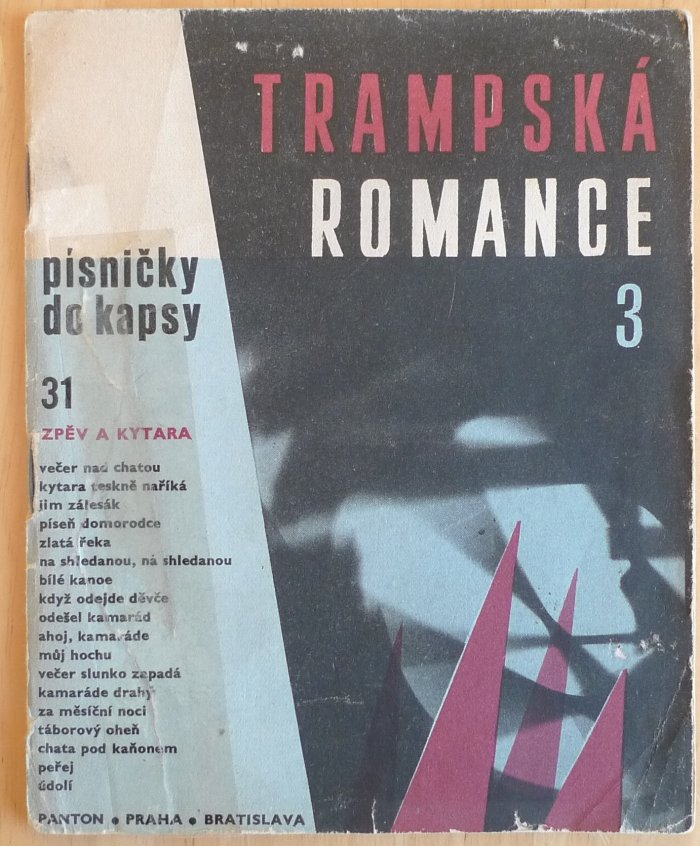 TRAMPSKÁ
ROMANCE
3
písničky
do kapsy
31
ZPĚV A KYTARA
večer nad chatou
kytara teskně naříká
jim zálesák
píseň domorodce
zlatá řeka
na shledanou, ná shledanou
bílé kanoe
když odejde děvče
odešel kamarád
ahoj, kamaráde
můj hochu
večer slunko zapadá
kamaráde drahý
za měsíční noci
táborový oheň
chata pod kaňonem
peřej
údolí
PANTON • PRAHA • BRATISLAVA